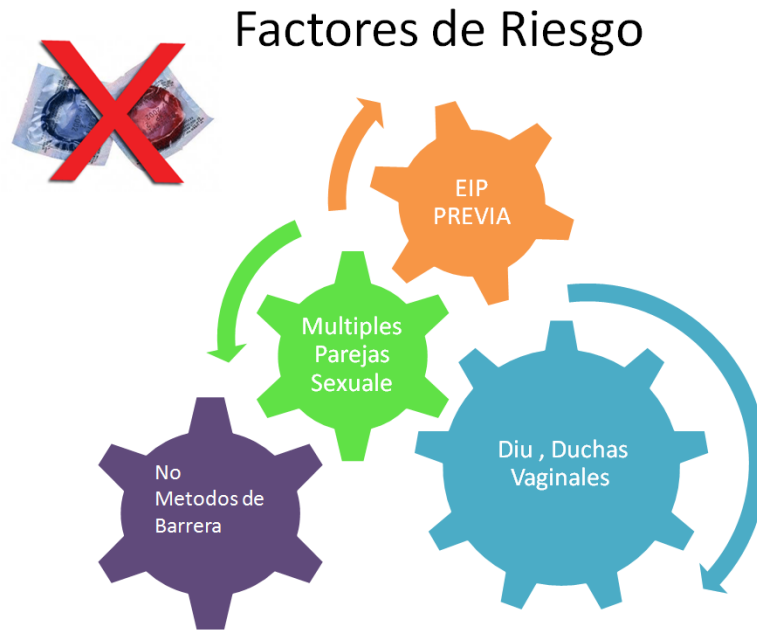 Factores de Riesgo
EIP
PREVIA
Multiples
Parejas
Sexuale
Diu , Duchas
Vaginales
No
Metodos de
Barrera